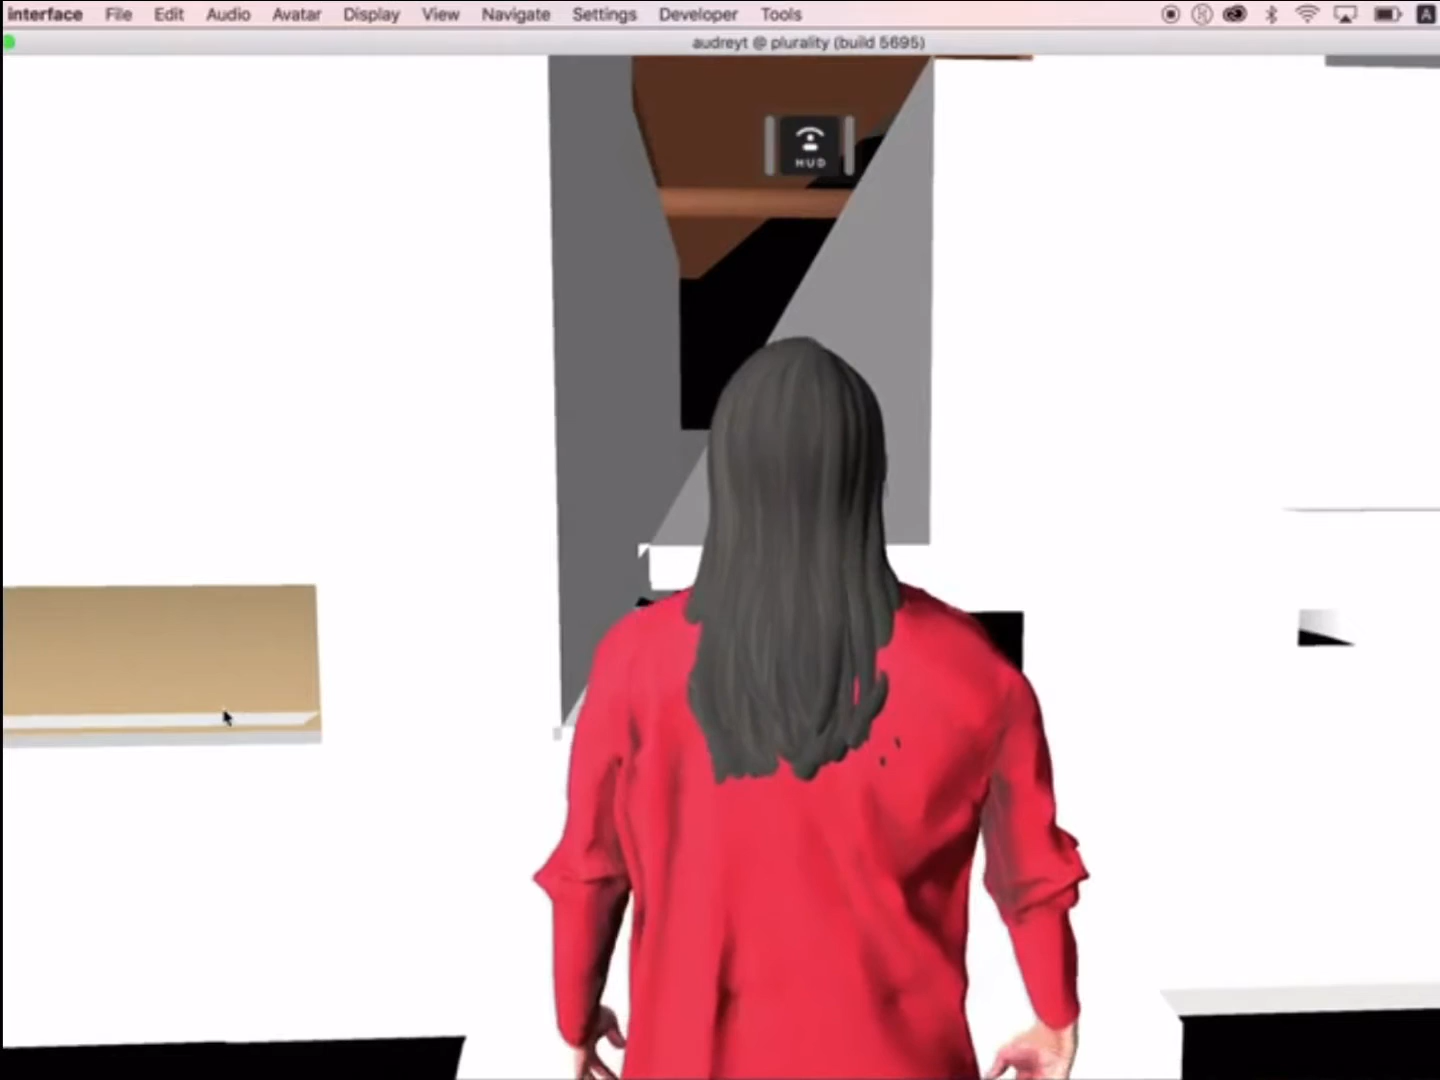 interface File Edit Audio Avatar Display View Navigate Settings Developer Tools A
audreyt @ plurality (build 5695)
HUD